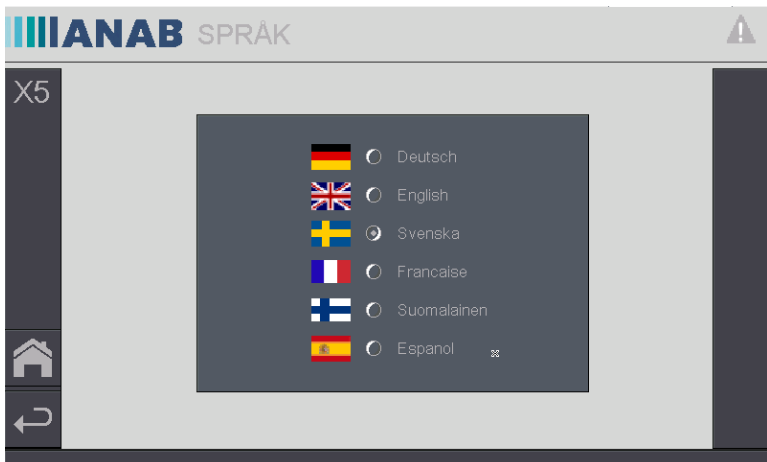 ANAB SPRÅK
X5
Deutsch
English
Svenska
Francaise
Suomalainen
Espanol